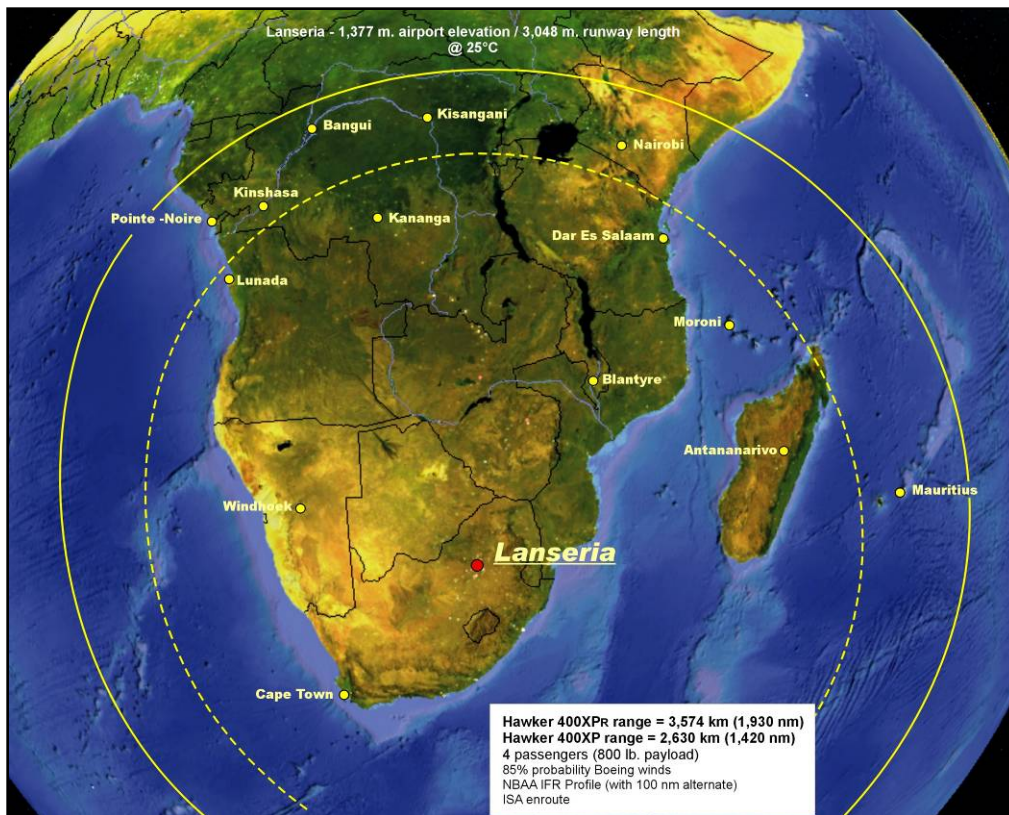 Lanseria - 1,377 m. airport elevation / 3,048 m. runway length
@ 25°C
Kisangani
Bangui
Nairobi
Kinshasa
Pointe -Noire
Kananga
Dar Es Salaam
Lunada
Moroni
Blantyre
Antananarivo
Mauritius
Windhoek
Lanseria
Cape Town
Hawker 400XPR range = 3,574 km (1,930 nm)
Hawker 400XP range = 2,630 km (1,420 nm)
4 passengers (800 lb. payload)
85% probability Boeing winds
NBAA IFR Profile (with 100 nm alternate)
ISA enroute